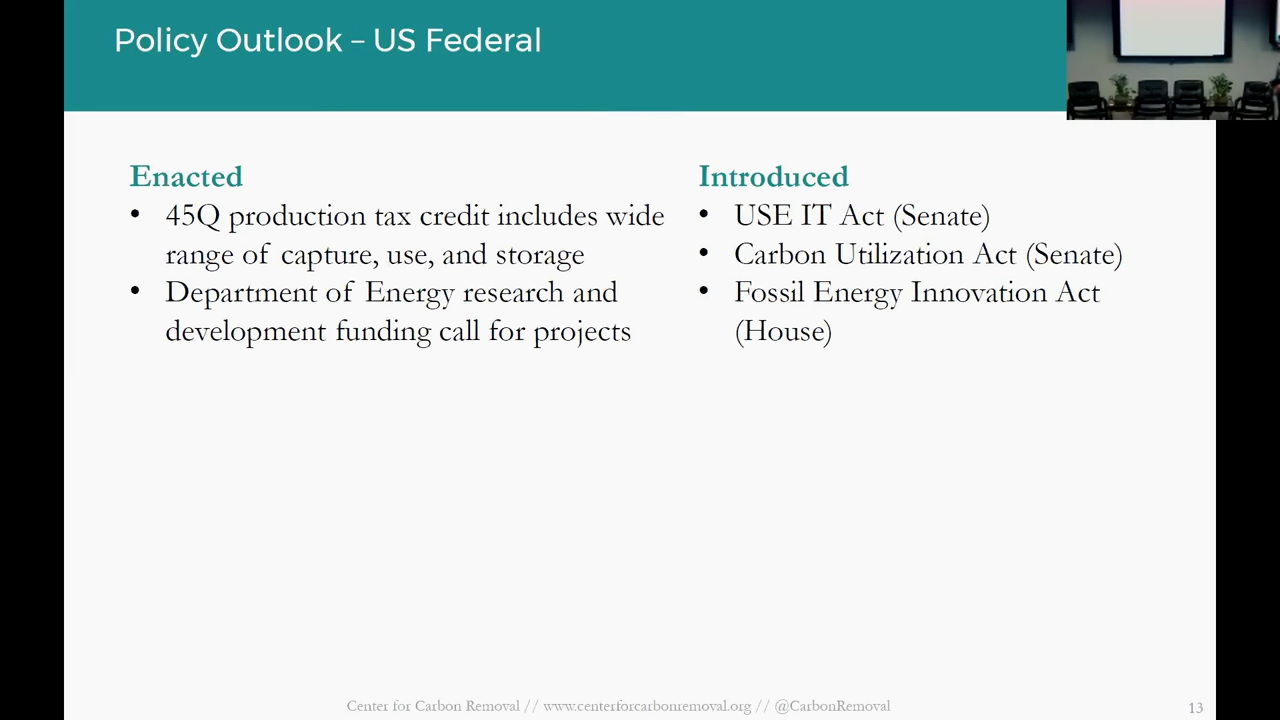 Policy Outlook – US Federal
Enacted
• 45Q production tax credit includes wide
range of capture, use, and storage
• Department of Energy research and
development funding call for projects
Introduced
• USE IT Act (Senate)
• Carbon Utilization Act (Senate)
• Fossil Energy Innovation Act
(House)
Center for Carbon Removal // www.centerforcarbonremoval.org // @CarbonRemoval
13